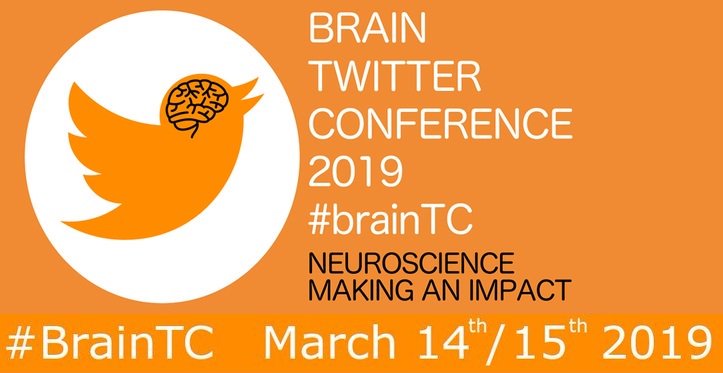 BRAIN
TWITTER
CONFERENCE
2019
#brainTC
NEUROSCIENCE
MAKING AN IMPACT
#BrainTC March 14th/15th 2019